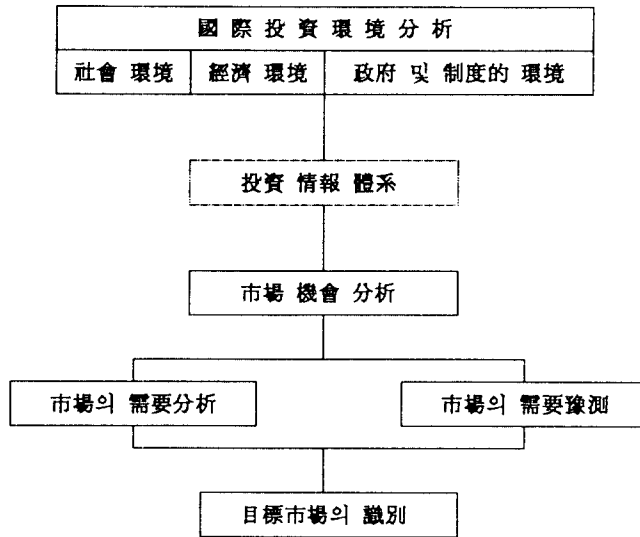 國際投資環境分析
社會 環境 經濟 環境 政府 및 制度的 環境
投資 情報 體系
市場 機會 分析
市場의 需要分析 市場의 需要豫測
目標市場의 識別